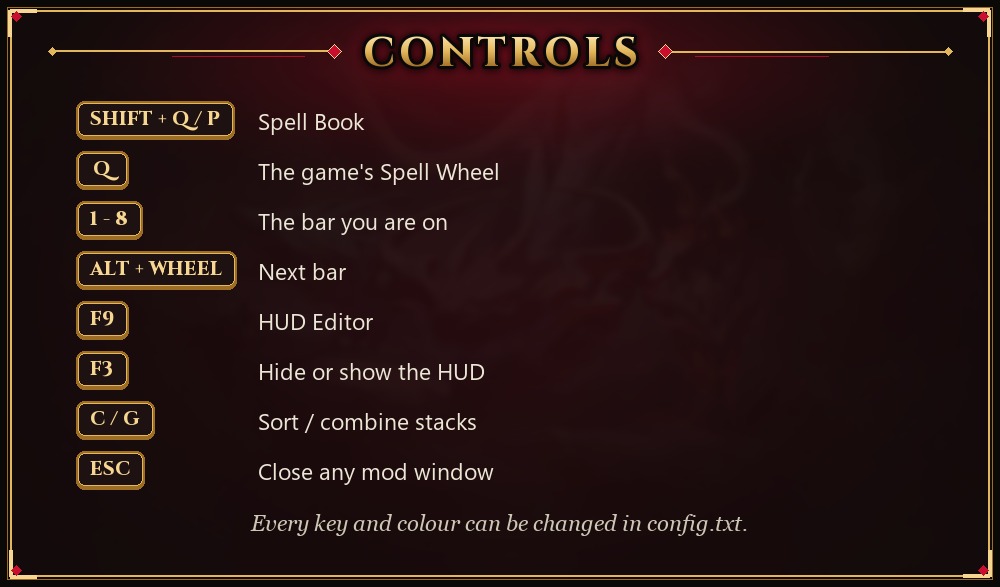 CONTROLS
SHIFT + Q / P Spell Book
Q The game's Spell Wheel
1 - 8 The bar you are on
ALT + WHEEL Next bar
F9 HUD Editor
F3 Hide or show the HUD
C / G Sort / combine stacks
ESC Close any mod window
Every key and colour can be changed in config.txt.